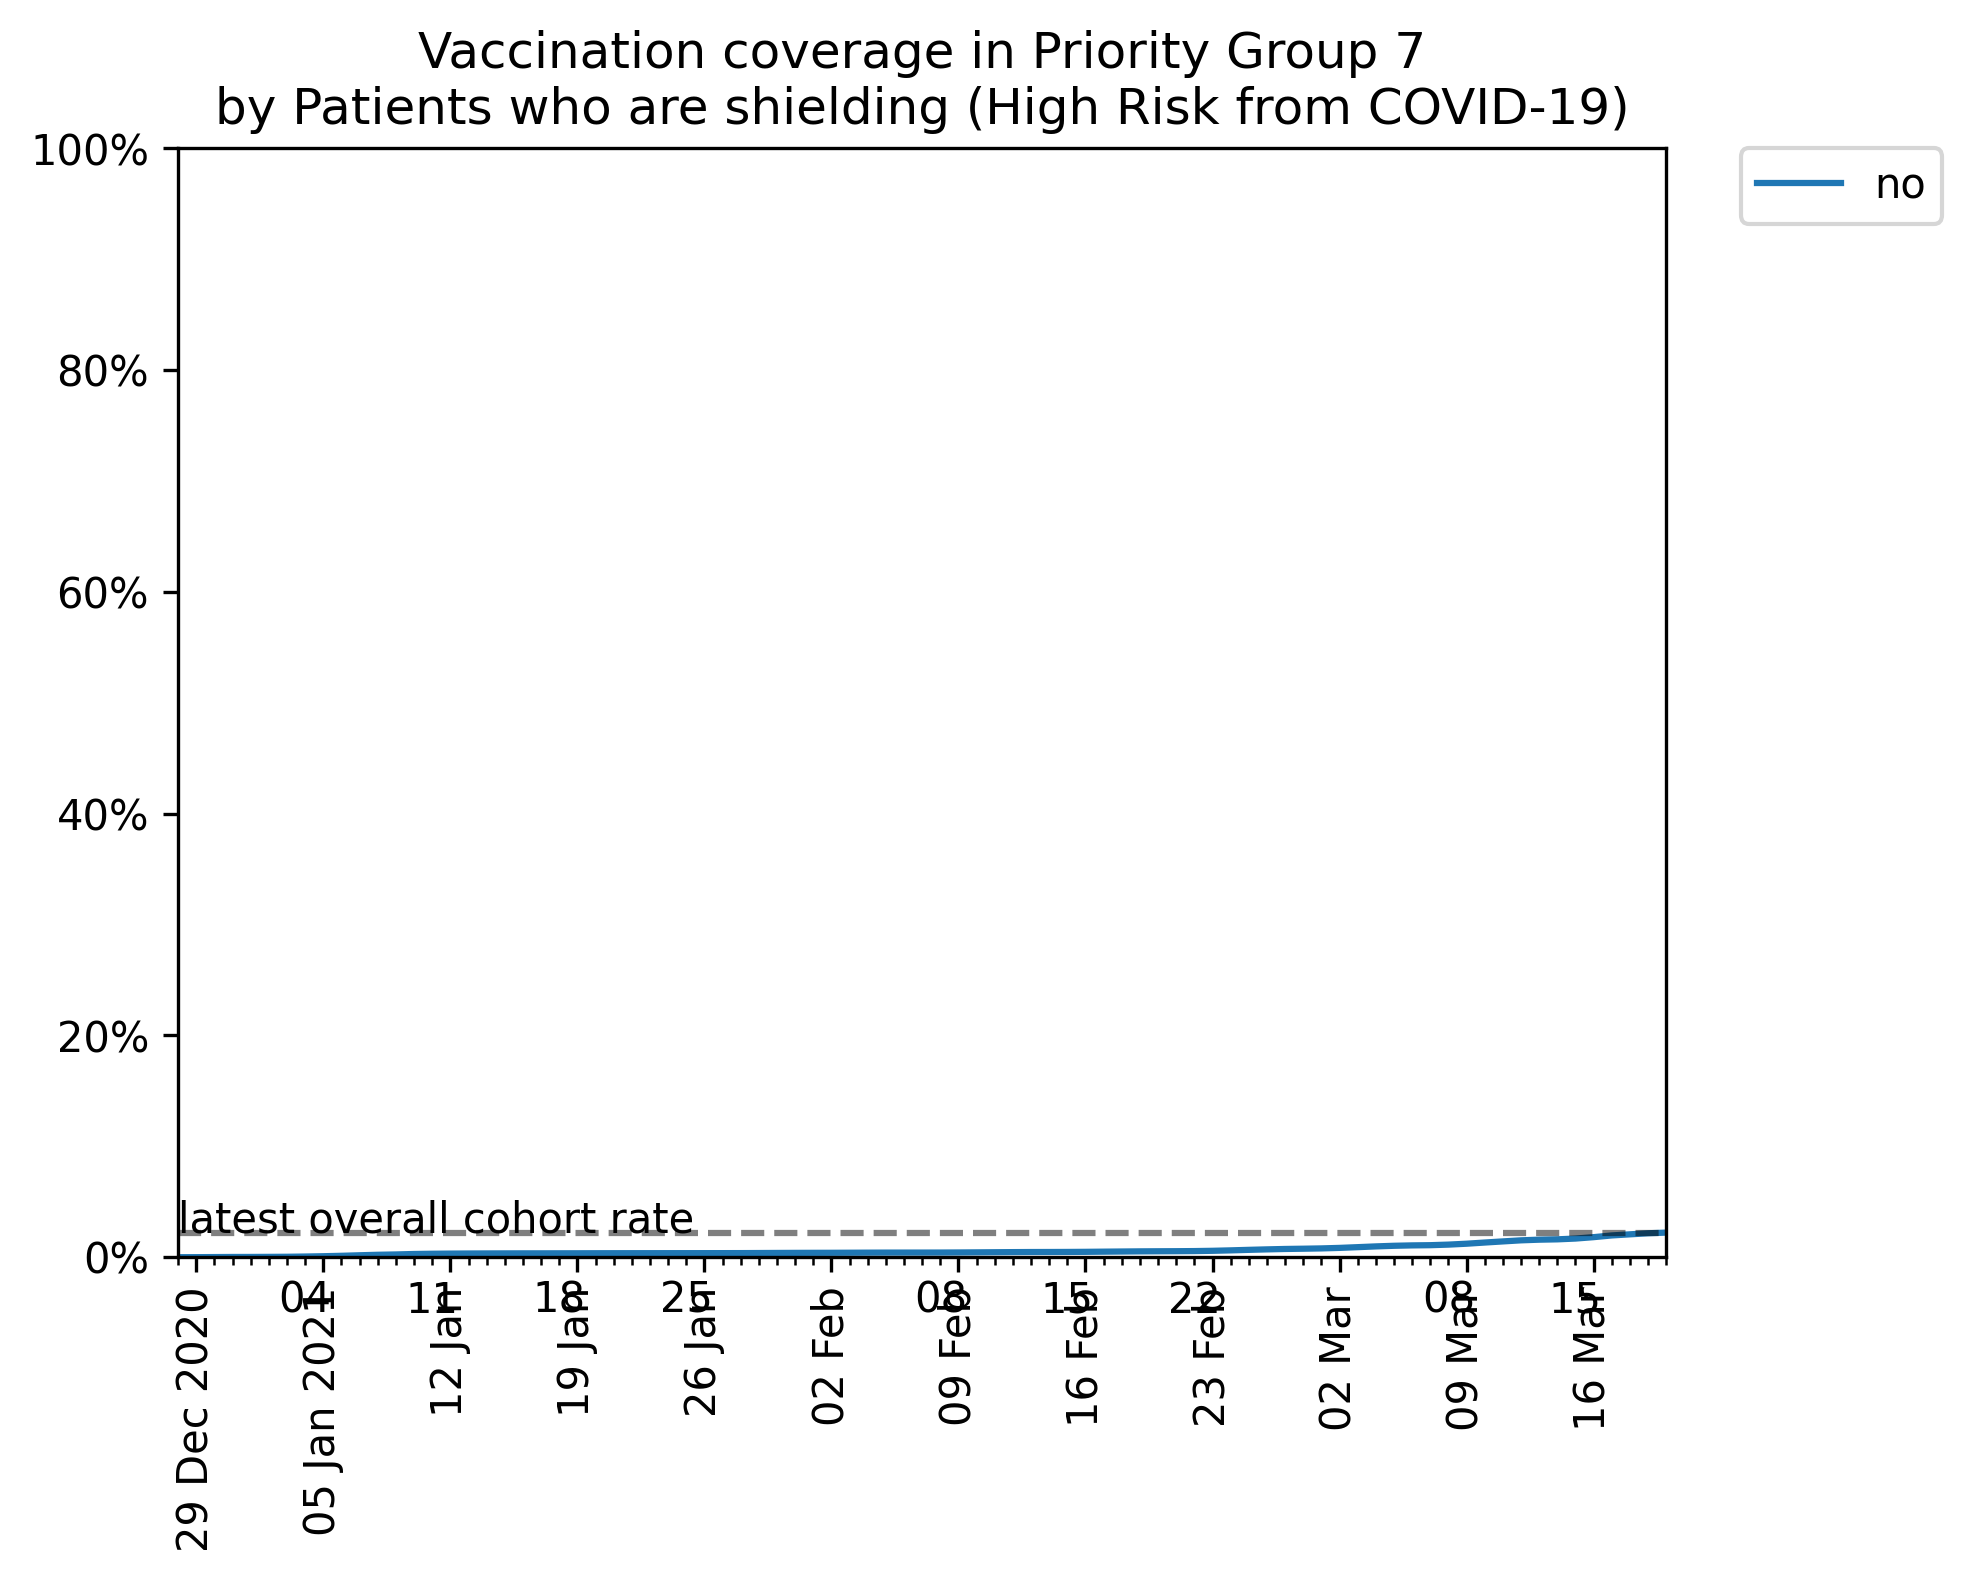 Vaccination coverage in Priority Group 7
by Patients who are shielding (High Risk from COVID-19)
100%
80%
60%
40%
20%
0%
no
latest overall cohort rate
04
11
18
25
08
15
22
08
15
29 Dec 2020
05 Jan 2021
12 Jan
19 Jan
26 Jan
02 Feb
09 Feb
16 Feb
23 Feb
02 Mar
09 Mar
16 Mar